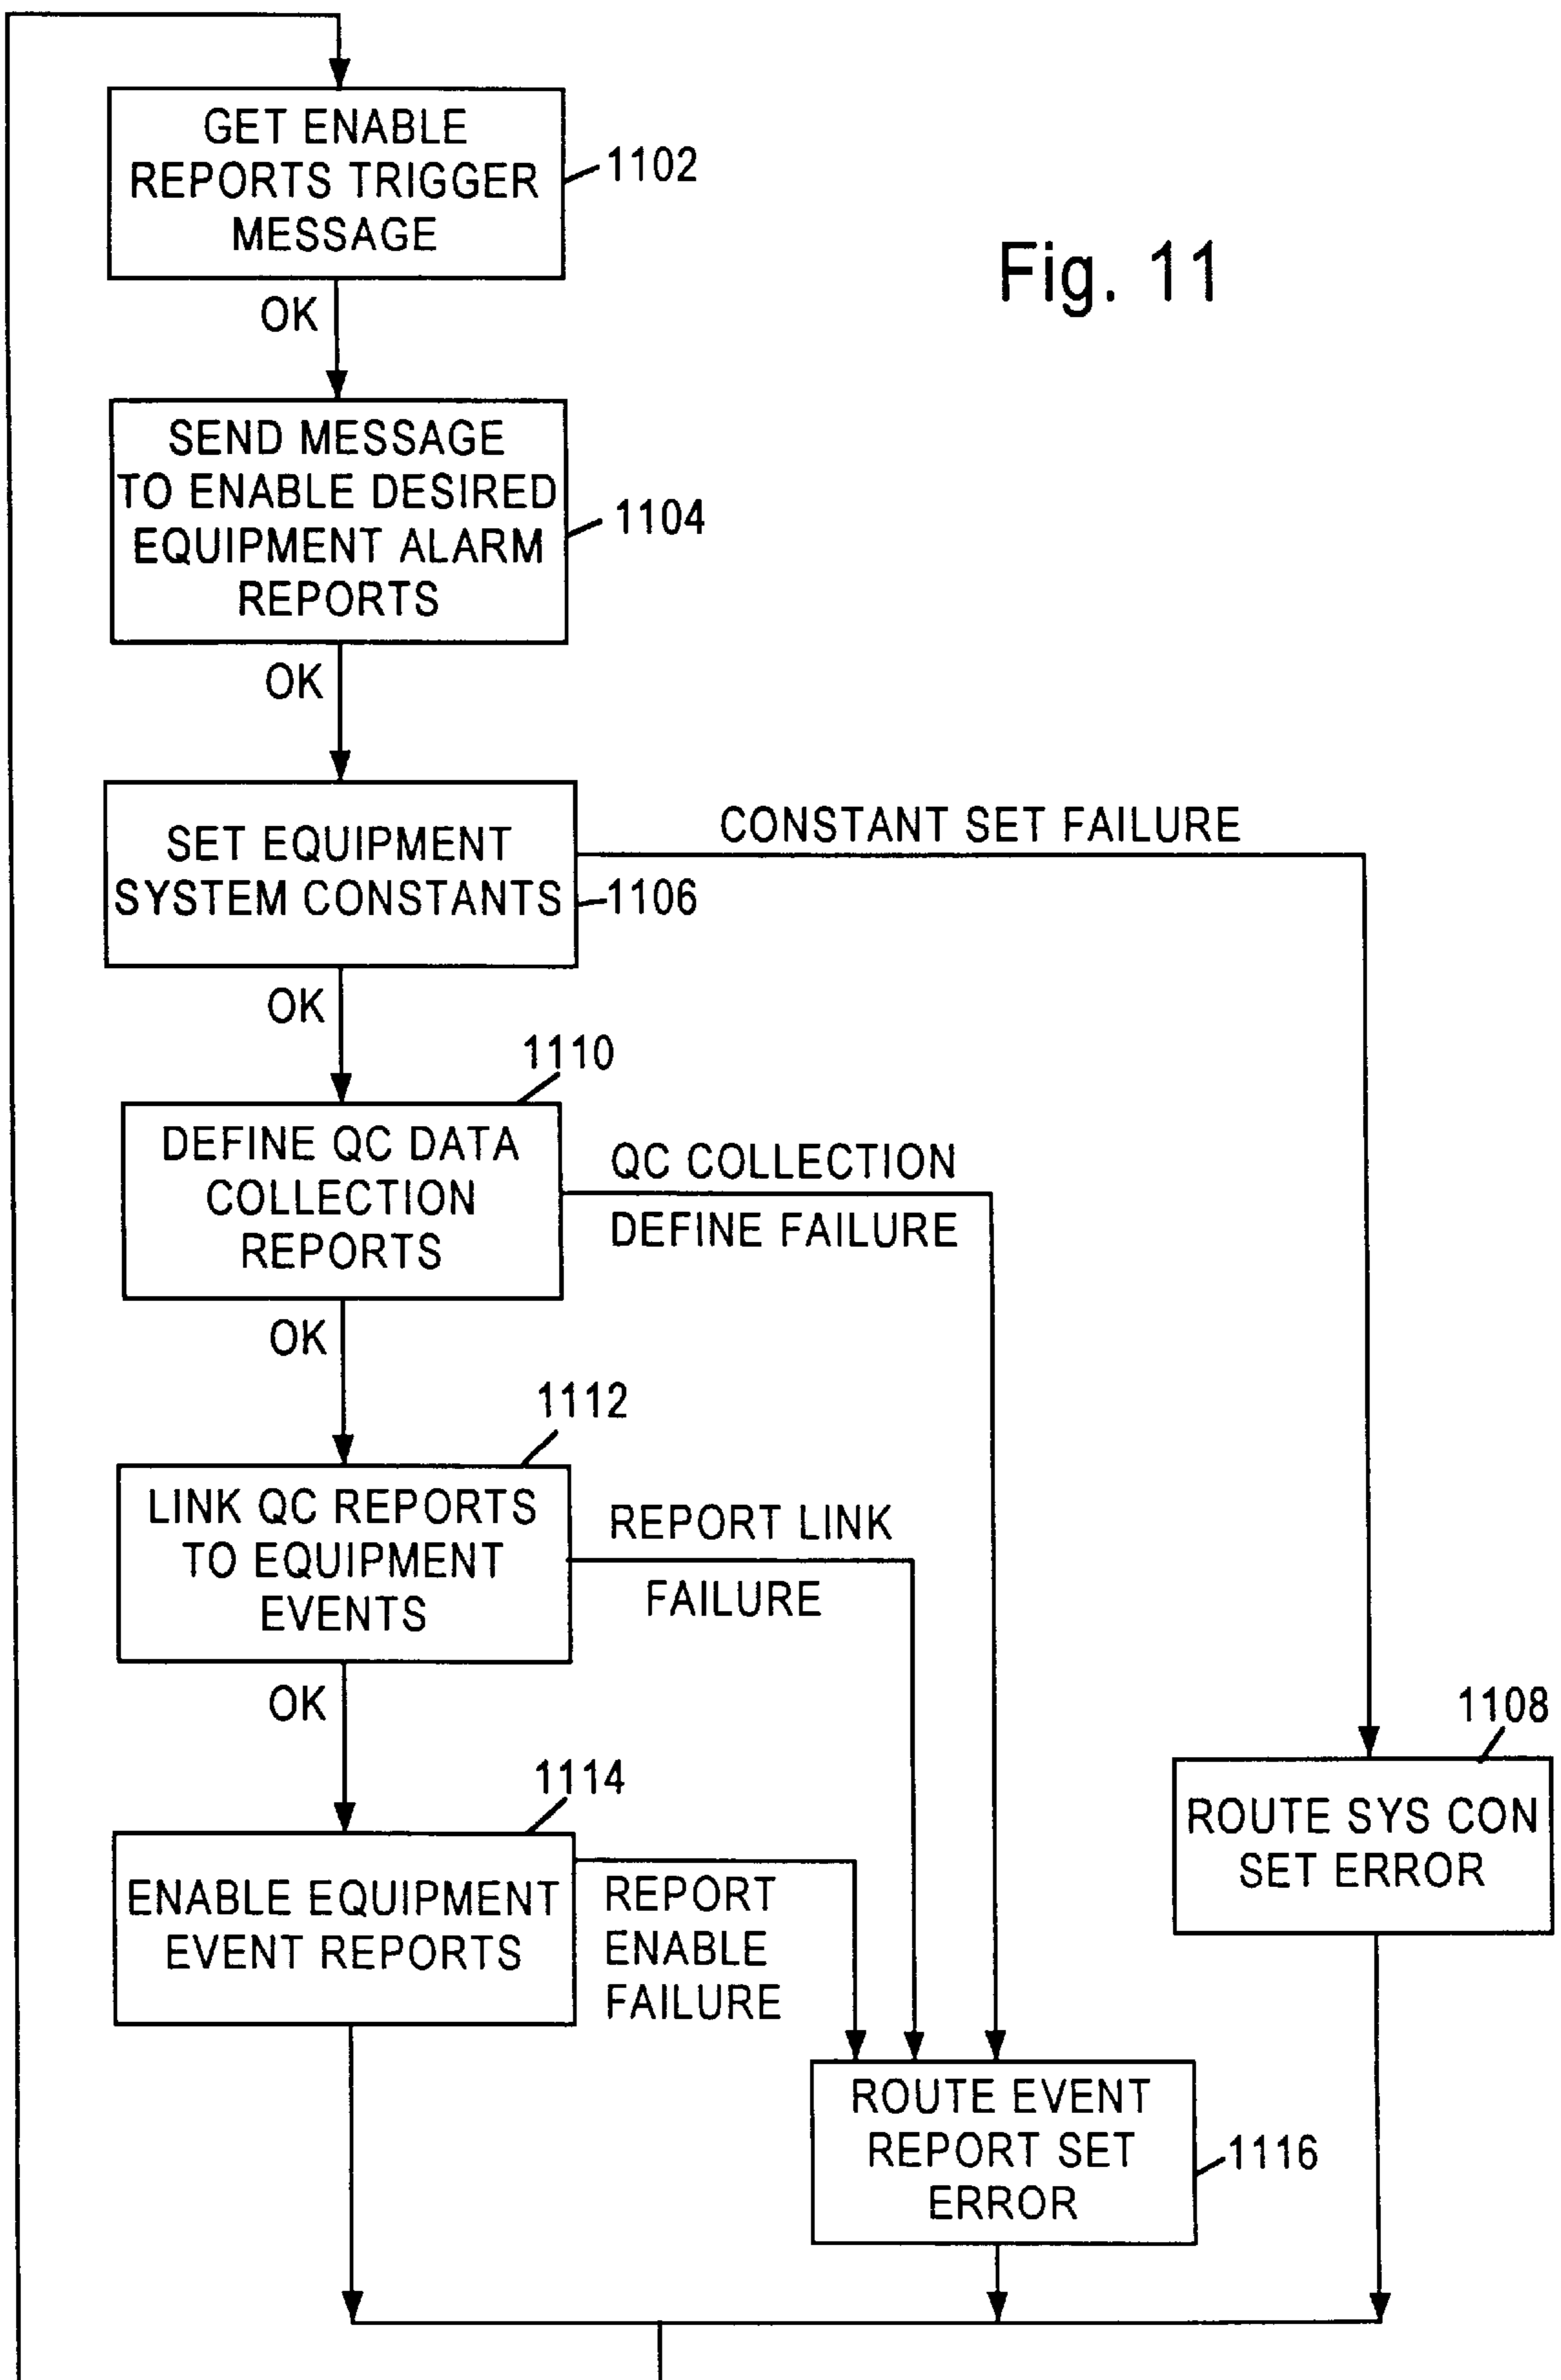 GET ENABLE
REPORTS TRIGGER
MESSAGE
1102
Fig. 11
OK
SEND MESSAGE
TO ENABLE DESIRED
EQUIPMENT ALARM
REPORTS
1104
OK
SET EQUIPMENT
SYSTEM CONSTANTS
1106
CONSTANT SET FAILURE
OK
1110
DEFINE QC DATA
COLLECTION
REPORTS
QC COLLECTION
DEFINE FAILURE
OK
1112
LINK QC REPORTS
TO EQUIPMENT
EVENTS
REPORT LINK
FAILURE
OK
1108
ROUTE SYS CON
SET ERROR
1114
ENABLE EQUIPMENT
EVENT REPORTS
REPORT
ENABLE
FAILURE
ROUTE EVENT
REPORT SET
ERROR
1116